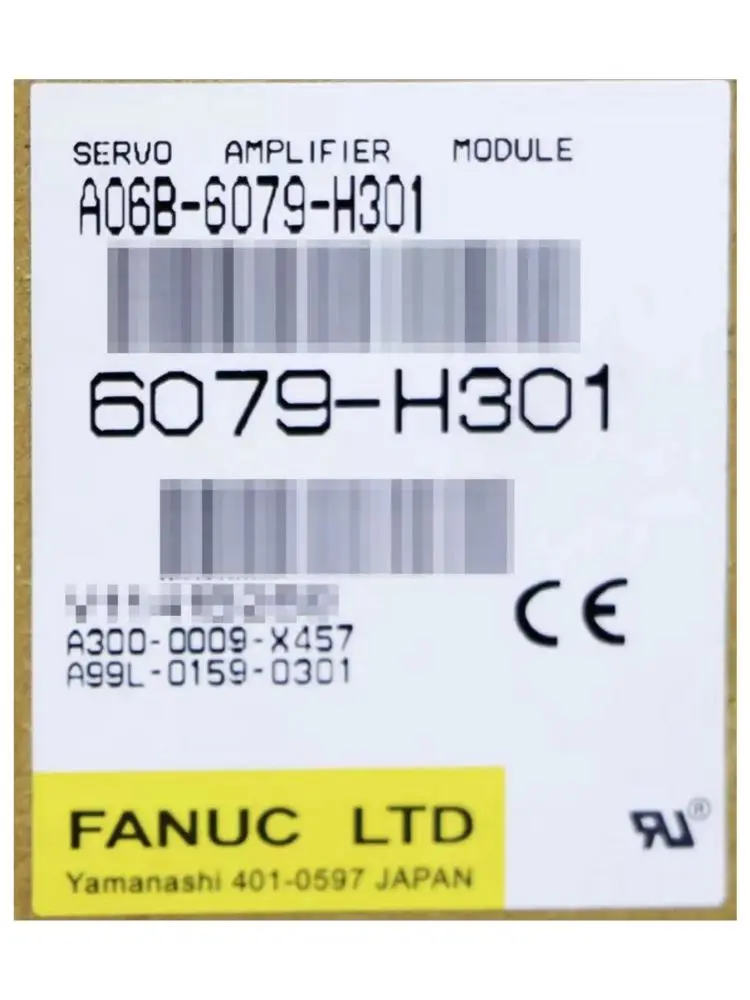 SERVO AMPLIFIER MODULE
A06B-6079-H301
6079-H301
A300-0009-X457
CE
A99L-0159-0301
FANUC LTD
RU®
Yamanashi 401-0597 JAPAN